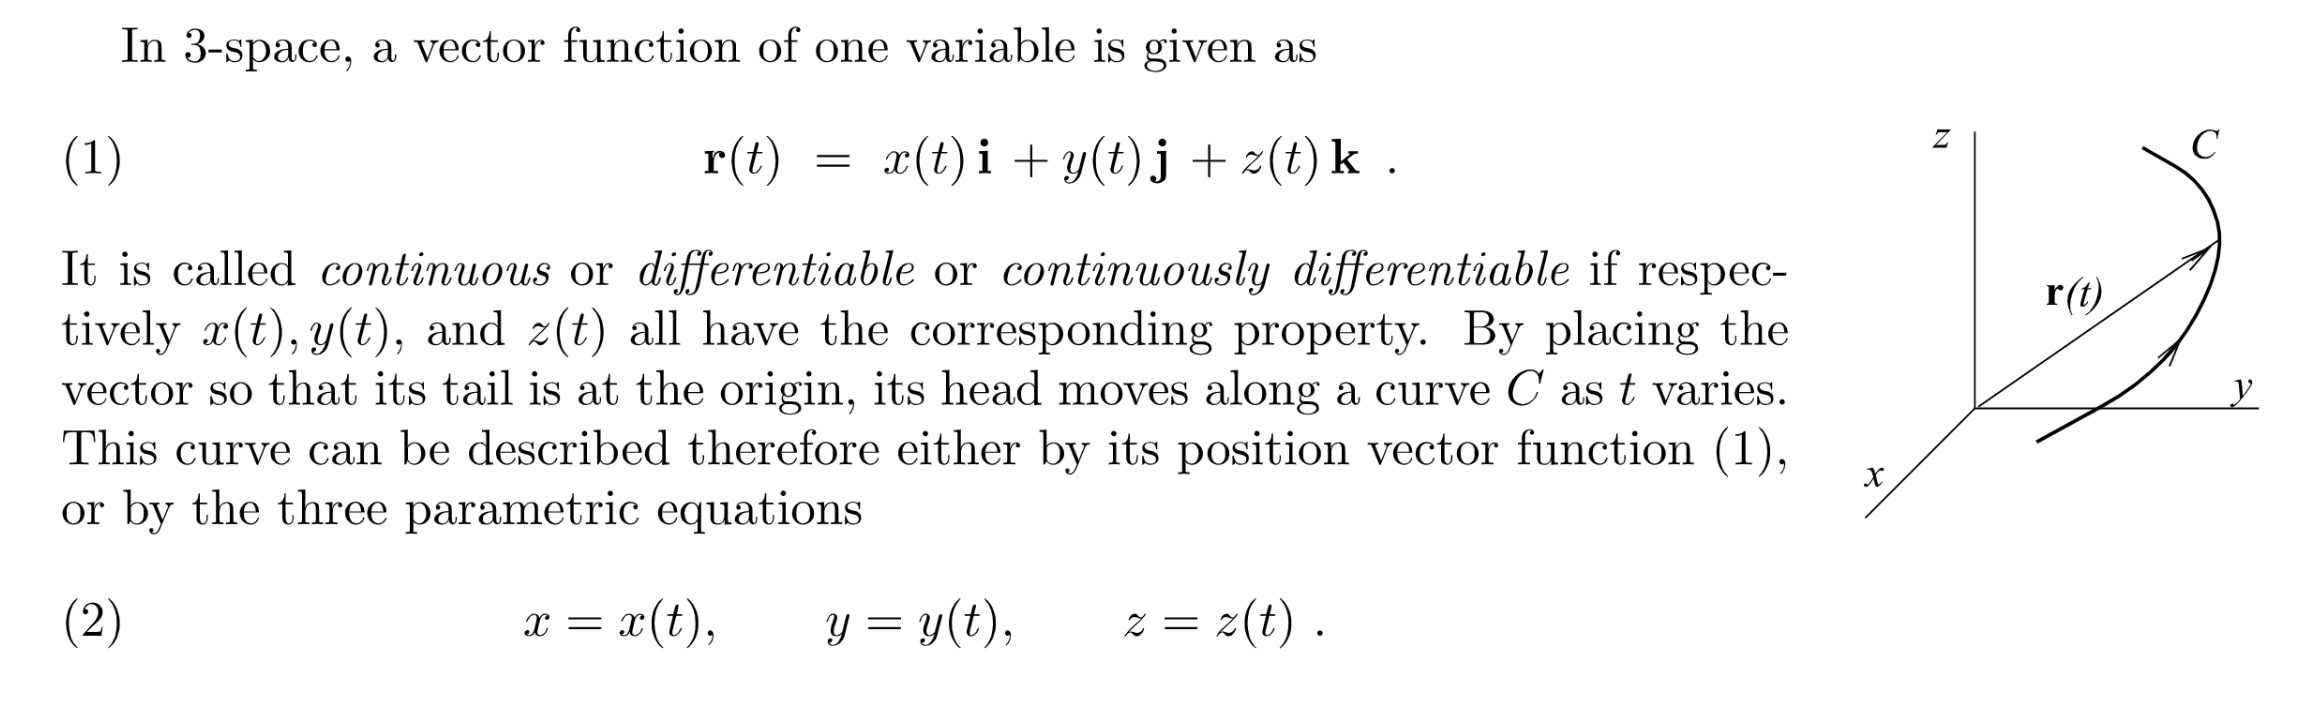 In 3-space, a vector function of one variable is given as
(1) r(t) = x(t) i + y(t) j + z(t) k .
It is called continuous or differentiable or continuously differentiable if respec-
tively x(t), y(t), and z(t) all have the corresponding property. By placing the
vector so that its tail is at the origin, its head moves along a curve C as t varies.
This curve can be described therefore either by its position vector function (1),
or by the three parametric equations
(2) x = x(t), y = y(t), z = z(t) .
z
C
r(t)
y
x